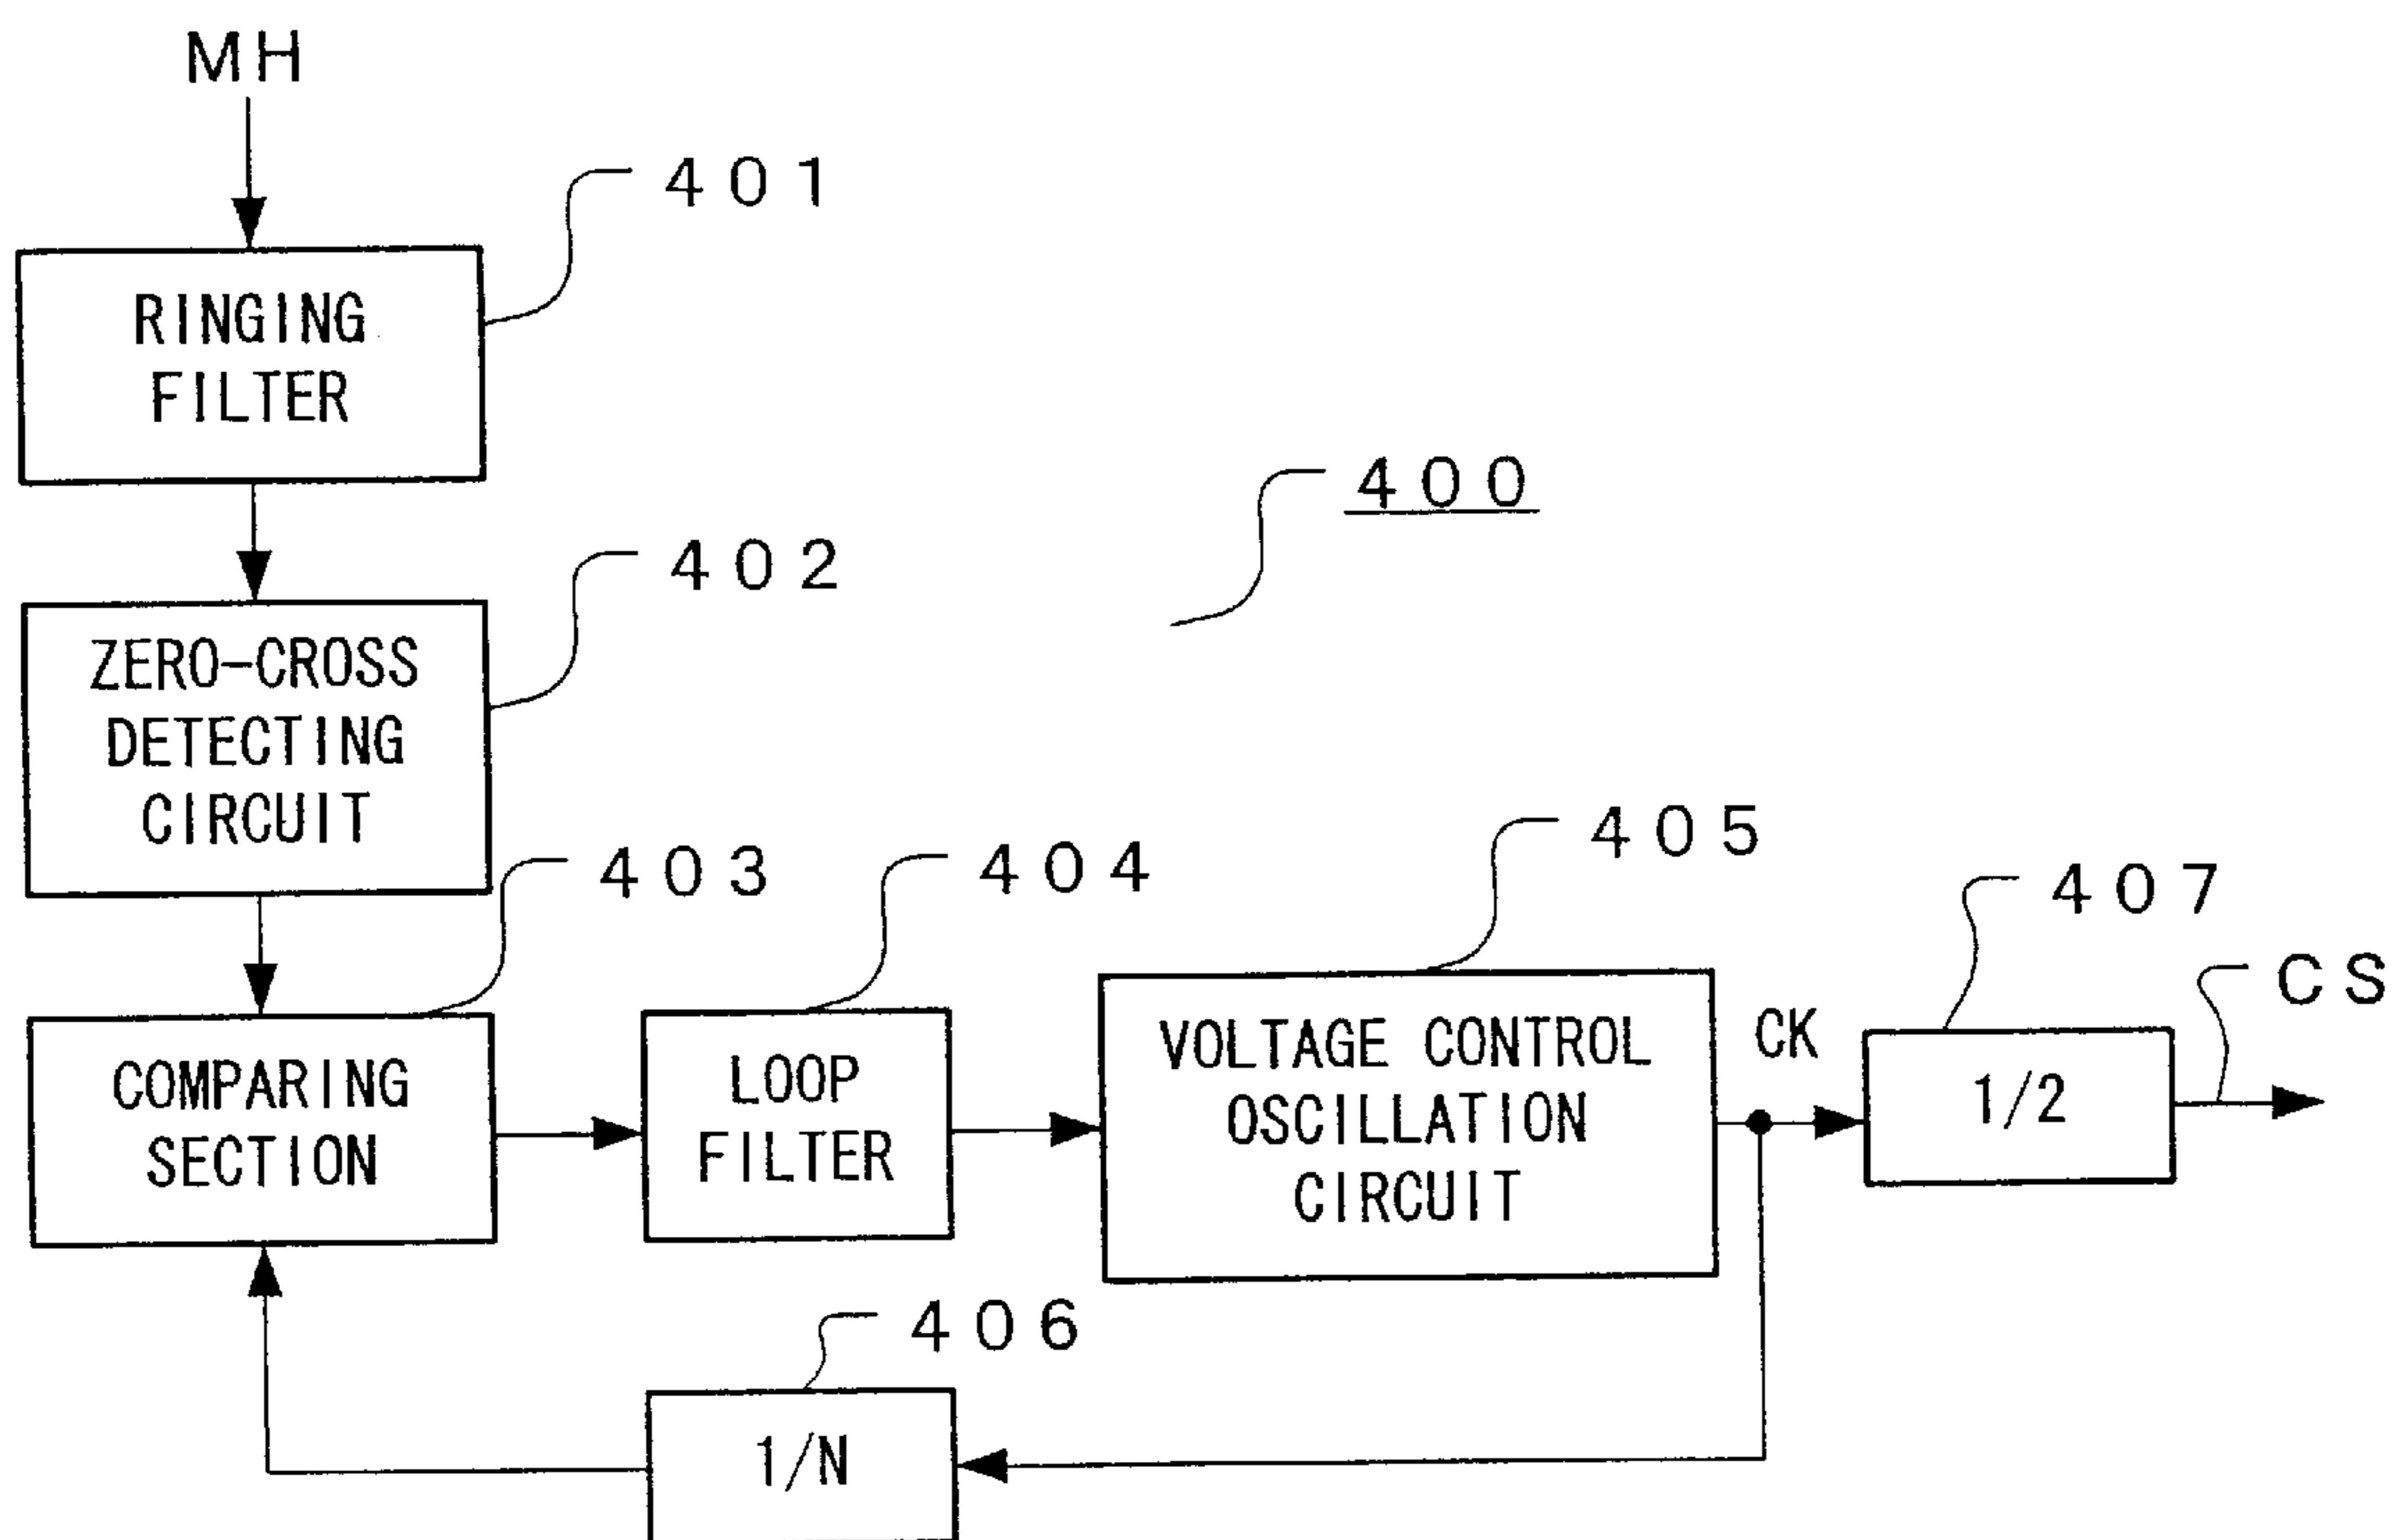 MH
401
RINGING
FILTER
400
402
ZERO-CROSS
DETECTING
CIRCUIT
403
404
405
407
CS
COMPARING
SECTION
LOOP
FILTER
VOLTAGE CONTROL
OSCILLATION
CIRCUIT
CK
1/2
406
1/N